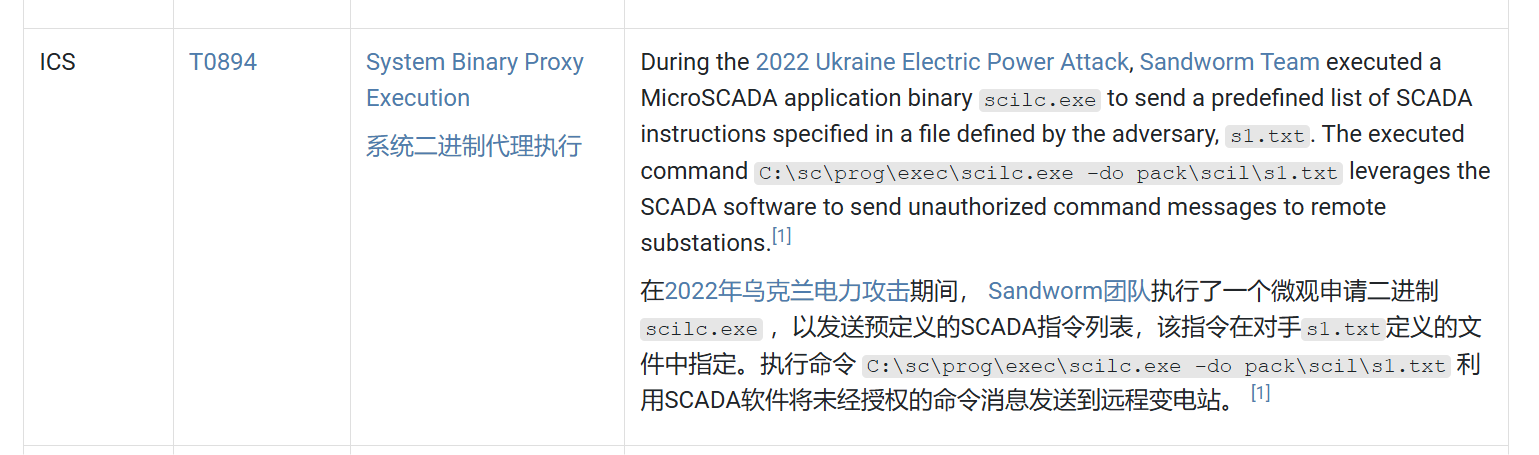 ICS
T0894
System Binary Proxy
Execution
系统二进制代理执行
During the 2022 Ukraine Electric Power Attack, Sandworm Team executed a
MicroSCADA application binary scilc.exe to send a predefined list of SCADA
instructions specified in a file defined by the adversary, s1.txt. The executed
command C:\sc\prog\exec\scilc.exe -do pack\scil\s1.txt leverages the
SCADA software to send unauthorized command messages to remote
substations.[1]
在2022年乌克兰电力攻击期间， Sandworm团队执行了一个微观申请二进制
scilc.exe ，以发送预定义的SCADA指令列表，该指令在对手s1.txt定义的文
件中指定。执行命令 C:\sc\prog\exec\scilc.exe -do pack\scil\s1.txt 利
用SCADA软件将未经授权的命令消息发送到远程变电站。 [1]